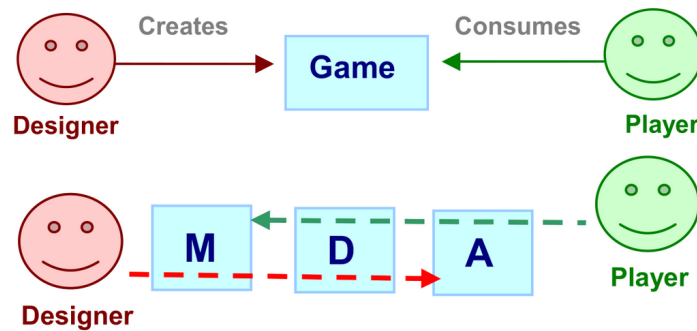 Creates
Consumes
Game
Designer
Player
M
D
A
Designer
Player